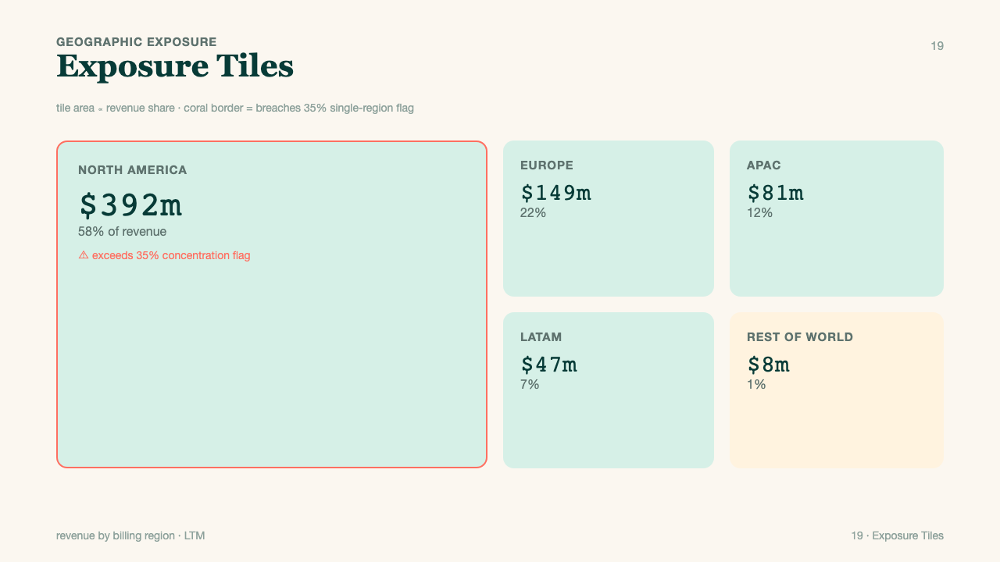 GEOGRAPHIC EXPOSURE
Exposure Tiles
19
tile area ∝ revenue share · coral border = breaches 35% single-region flag
NORTH AMERICA
$392m
58% of revenue
⚠ exceeds 35% concentration flag
EUROPE
$149m
22%
APAC
$81m
12%
LATAM
$47m
7%
REST OF WORLD
$8m
1%
revenue by billing region · LTM
19 · Exposure Tiles